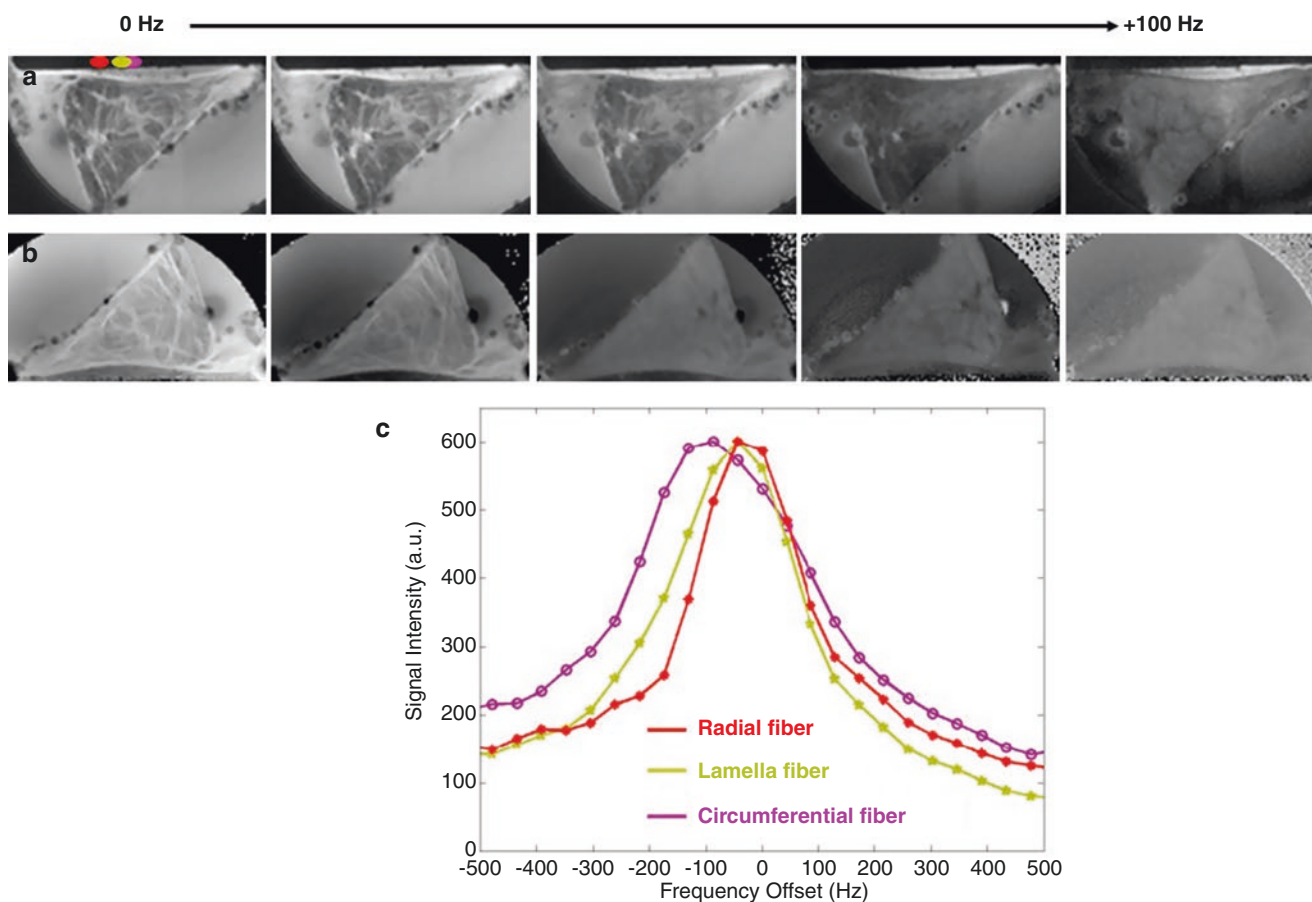 0 Hz +100 Hz
a
b
c
Signal Intensity (a.u.)
600
500
400
300
200
100
0
Radial fiber
Lamella fiber
Circumferential fiber
-500 -400 -300 -200 -100 0 100 200 300 400 500
Frequency Offset (Hz)